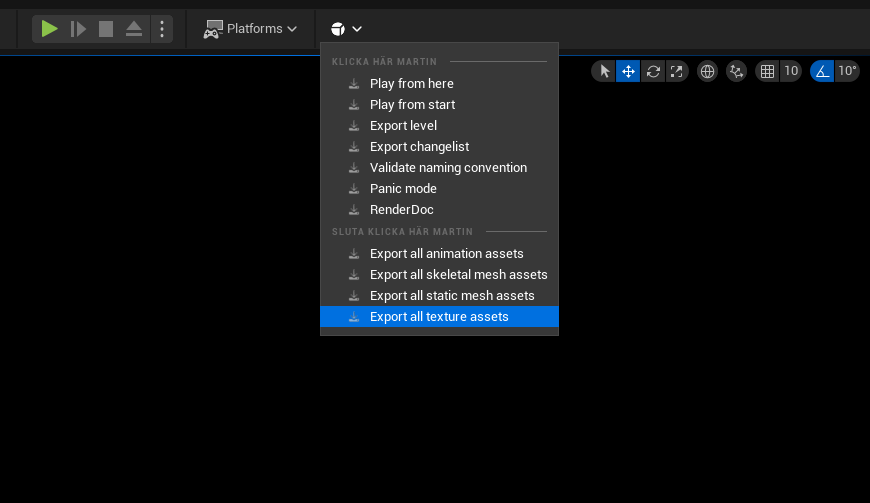 Platforms
KLICKA HÄR MARTIN
Play from here
Play from start
Export level
Export changelist
Validate naming convention
Panic mode
RenderDoc
SLUTA KLICKA HÄR MARTIN
Export all animation assets
Export all skeletal mesh assets
Export all static mesh assets
Export all texture assets
10
10°